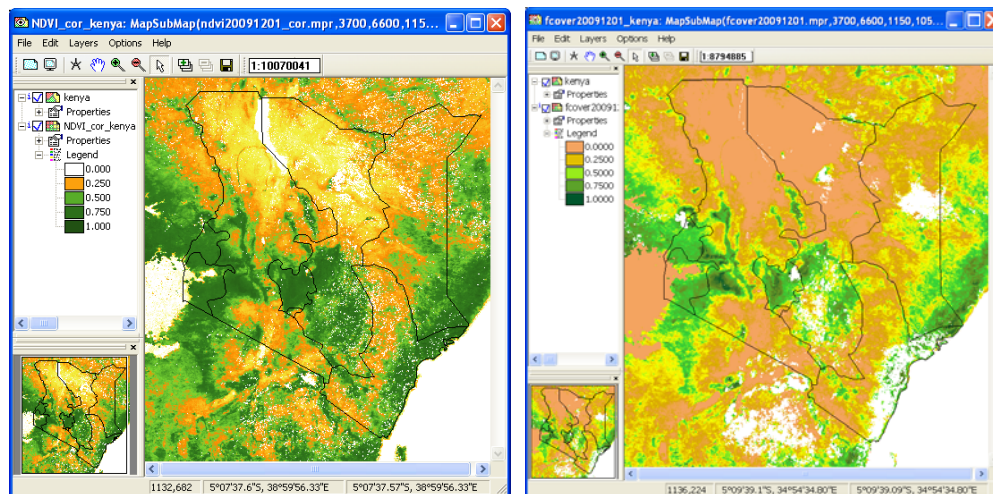 NDVI_cor_kenya: MapSubMap(ndvi20091201_cor.mpr,3700,6600,115...
File Edit Layers Options Help
1:10070041
kenya
Properties
NDVI_cor_kenya
Properties
Legend
0.000
0.250
0.500
0.750
1.000
1132,682 5°07'37.6"S, 38°59'56.33"E 5°07'37.57"S, 38°59'56.33"E
fcover20091201_kenya: MapSubMap(fcover20091201.mpr,3700,6600,1150,105...
File Edit Layers Options Help
1:8794885
kenya
Properties
fcover20091
Properties
Legend
0.0000
0.2500
0.5000
0.7500
1.0000
1136,224 5°09'39.1"S, 34°54'34.80"E 5°09'39.09"S, 34°54'34.80"E